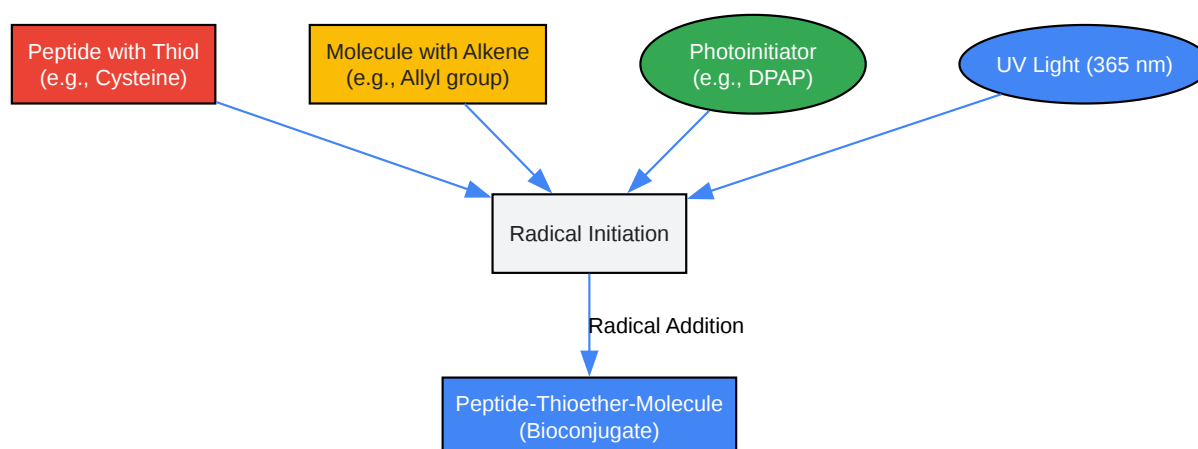 Peptide with Thiol
(e.g., Cysteine)
Molecule with Alkene
(e.g., Allyl group)
Photoinitiator
(e.g., DPAP)
UV Light (365 nm)
Radical Initiation
Radical Addition
Peptide-Thioether-Molecule
(Bioconjugate)